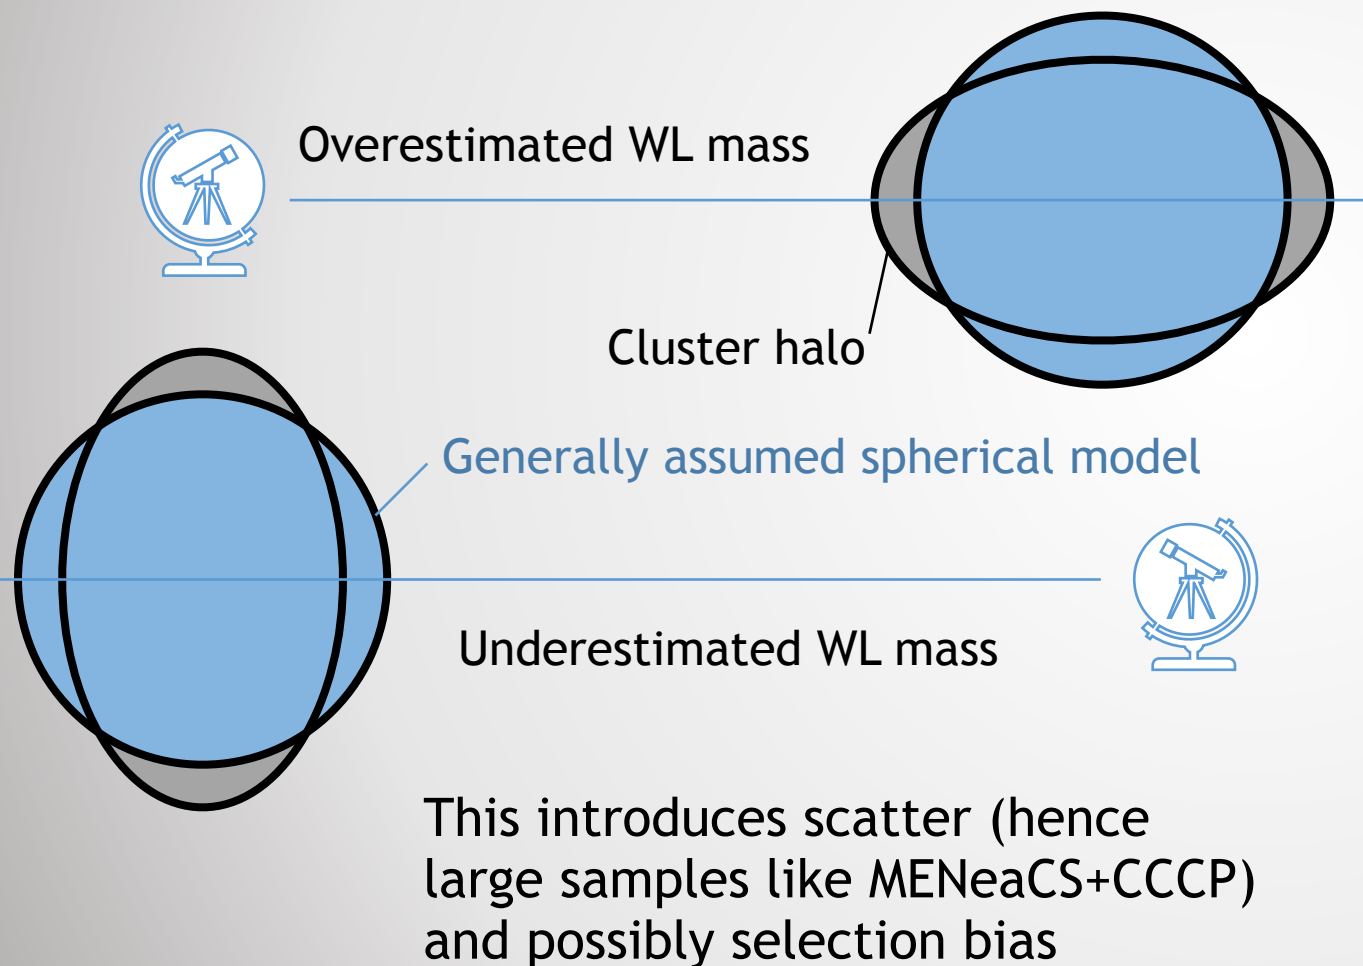 Overestimated WL mass
Cluster halo
Generally assumed spherical model
Underestimated WL mass
This introduces scatter (hence
large samples like MENeaCS+CCCP)
and possibly selection bias